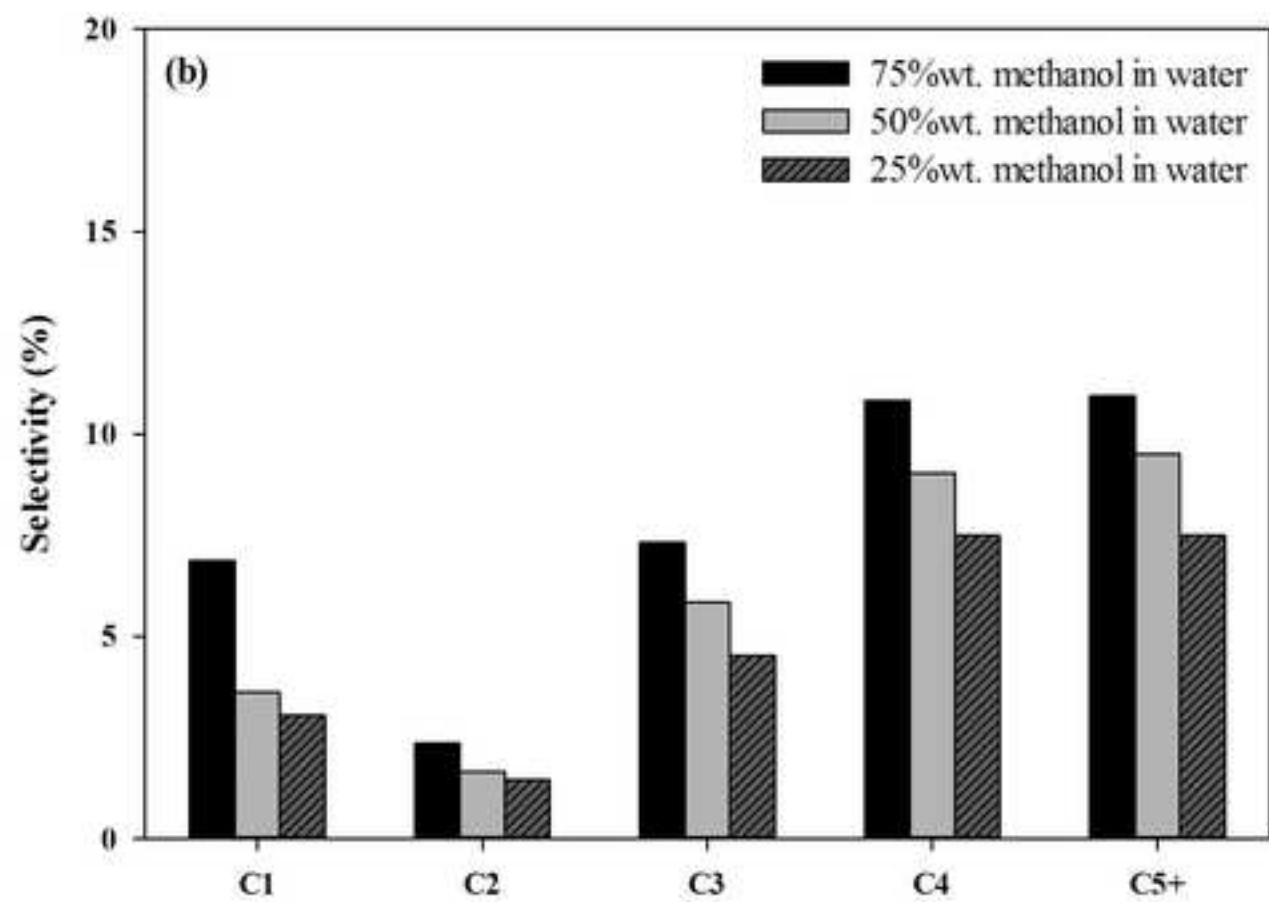 (b)
75%wt. methanol in water
50%wt. methanol in water
25%wt. methanol in water
Selectivity (%)
20
15
10
5
0
C1 C2 C3 C4 C5+